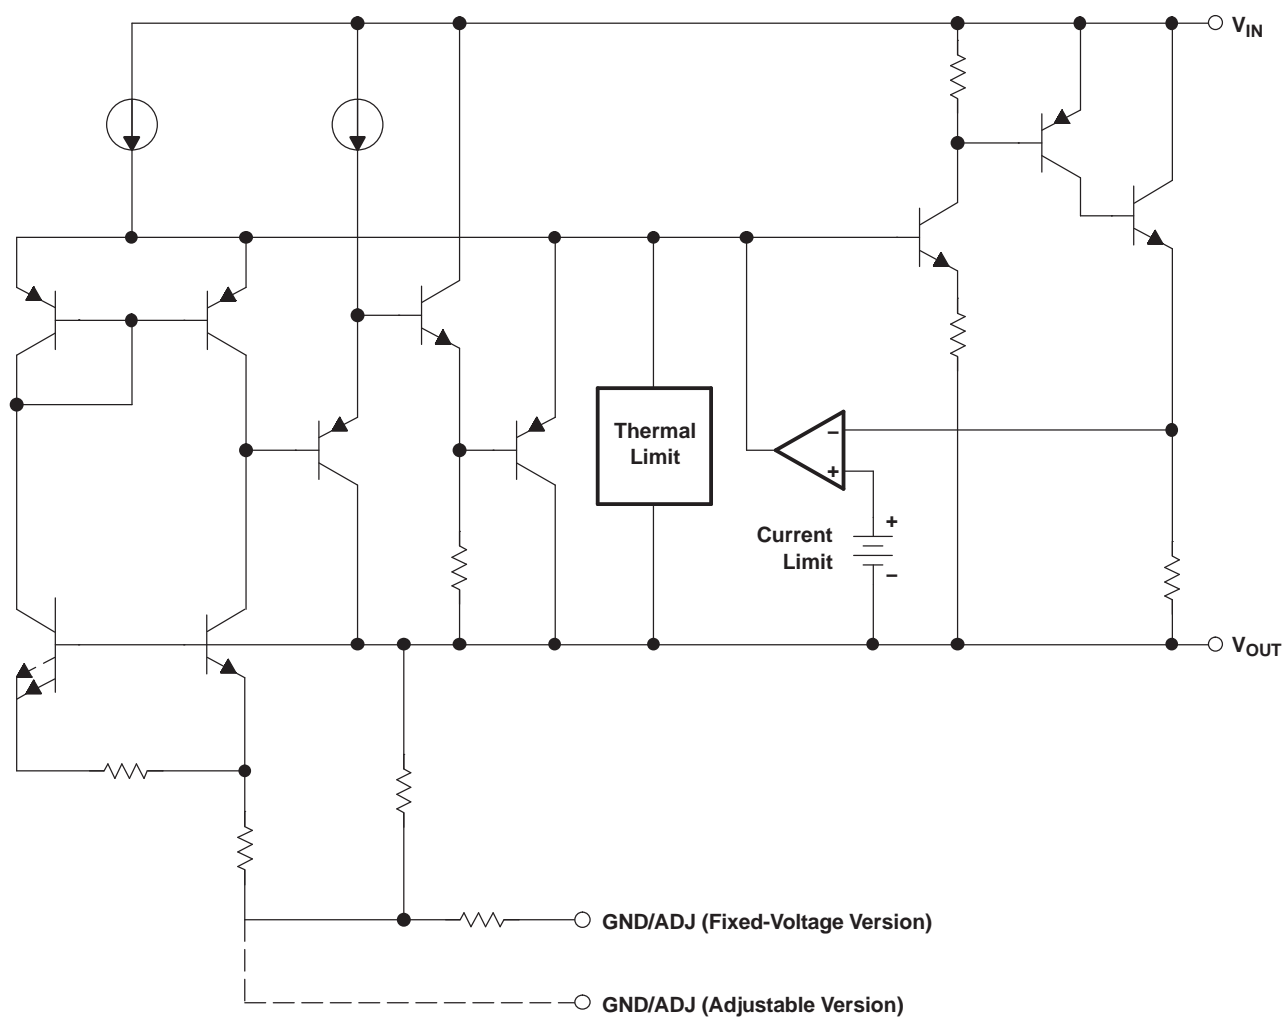 VIN
Thermal
Limit
−
+
+
Current
Limit
−
VOUT
GND/ADJ (Fixed-Voltage Version)
GND/ADJ (Adjustable Version)